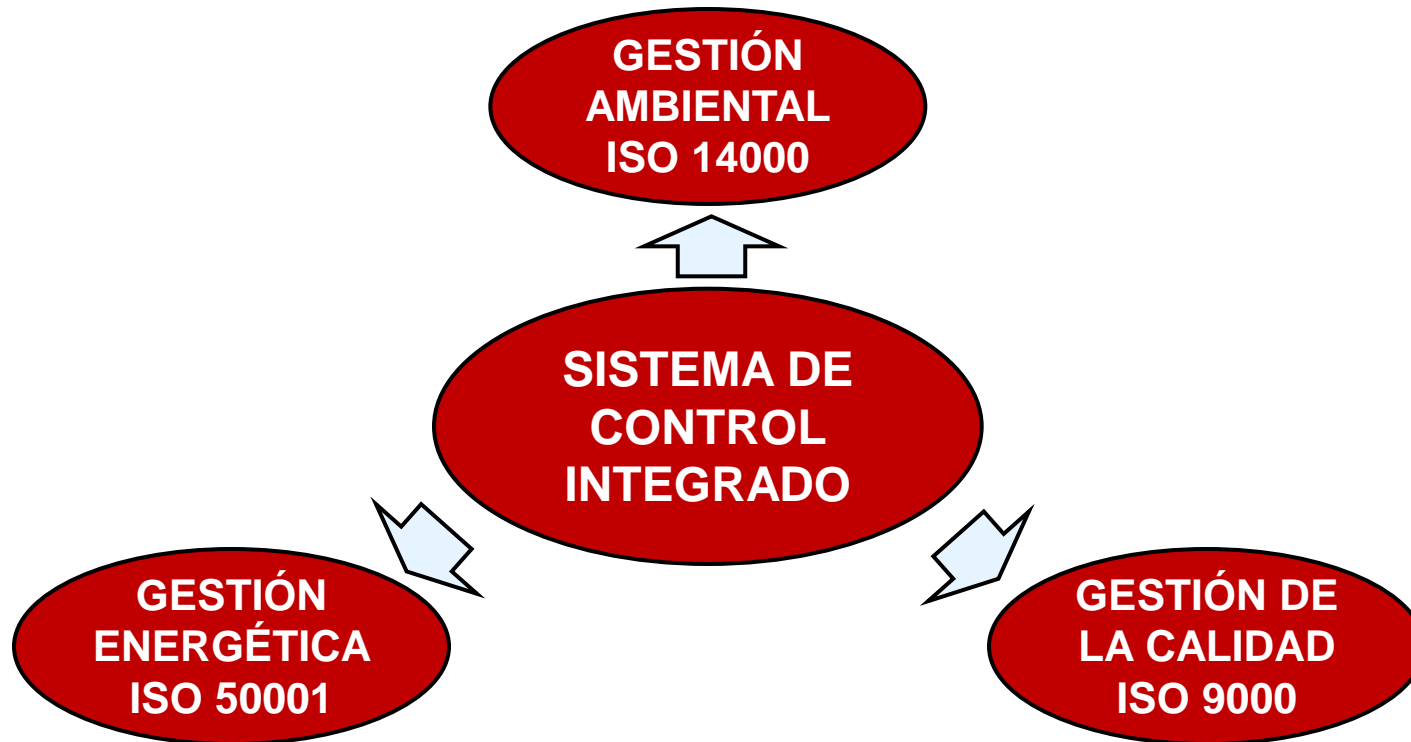 GESTIÓN
AMBIENTAL
ISO 14000
SISTEMA DE
CONTROL
INTEGRADO
GESTIÓN
ENERGÉTICA
ISO 50001
GESTIÓN DE
LA CALIDAD
ISO 9000